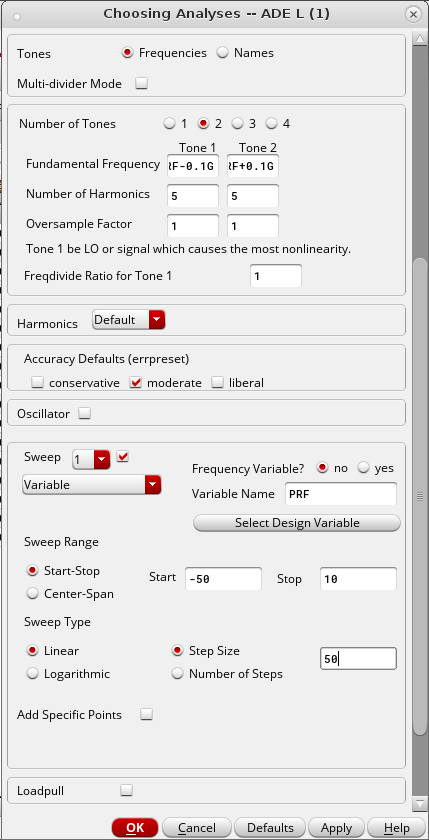 Choosing Analyses -- ADE L (1)
Tones Frequencies Names
Multi-divider Mode
Number of Tones 1 2 3 4
Tone 1 Tone 2
Fundamental Frequency RF-0.1G RF+0.1G
Number of Harmonics 5 5
Oversample Factor 1 1
Tone 1 be LO or signal which causes the most nonlinearity.
Freqdivide Ratio for Tone 1 1
Harmonics Default
Accuracy Defaults (errpreset)
conservative moderate liberal
Oscillator
Sweep 1
Variable
Frequency Variable? no yes
Variable Name PRF
Select Design Variable
Sweep Range
Start-Stop
Center-Span
Start -50 Stop 10
Sweep Type
Linear
Logarithmic
Step Size
Number of Steps
50
Add Specific Points
Loadpull
OK Cancel Defaults Apply Help